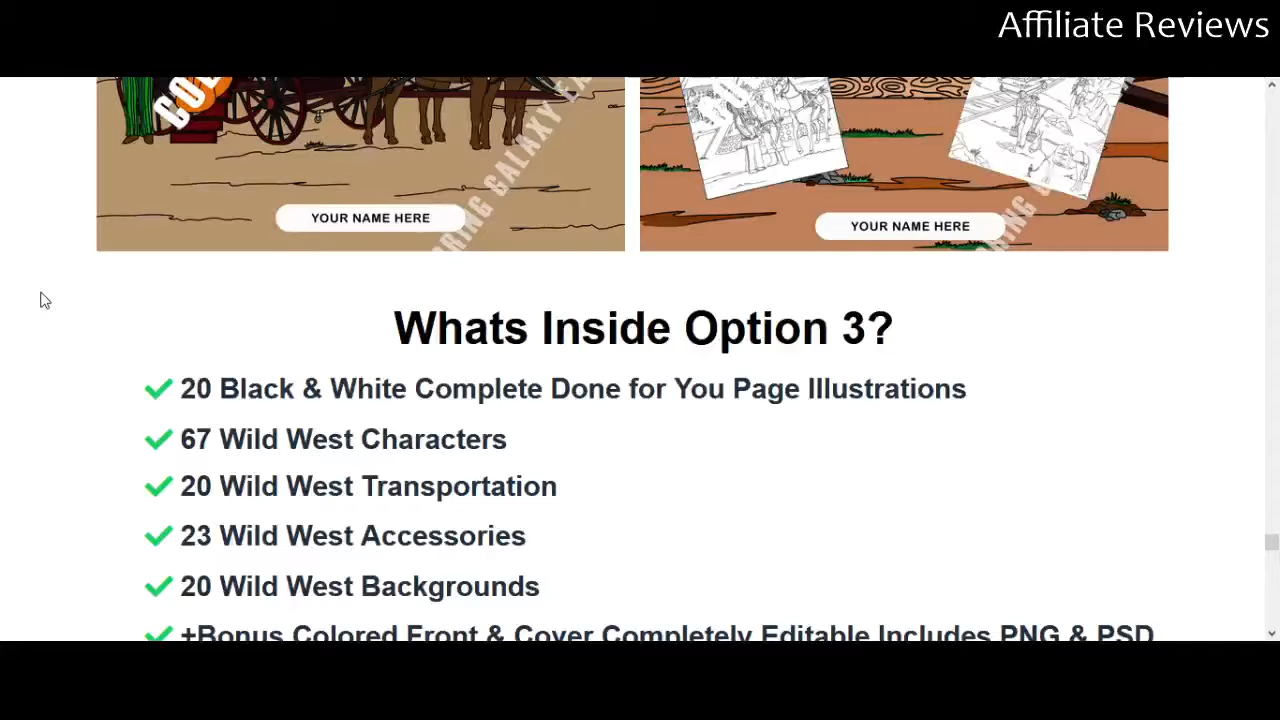 Affiliate Reviews
YOUR NAME HERE
YOUR NAME HERE
Whats Inside Option 3?
20 Black & White Complete Done for You Page Illustrations
67 Wild West Characters
20 Wild West Transportation
23 Wild West Accessories
20 Wild West Backgrounds
+Bonus Colored Front & Cover Completely Editable Includes PNG & PSD